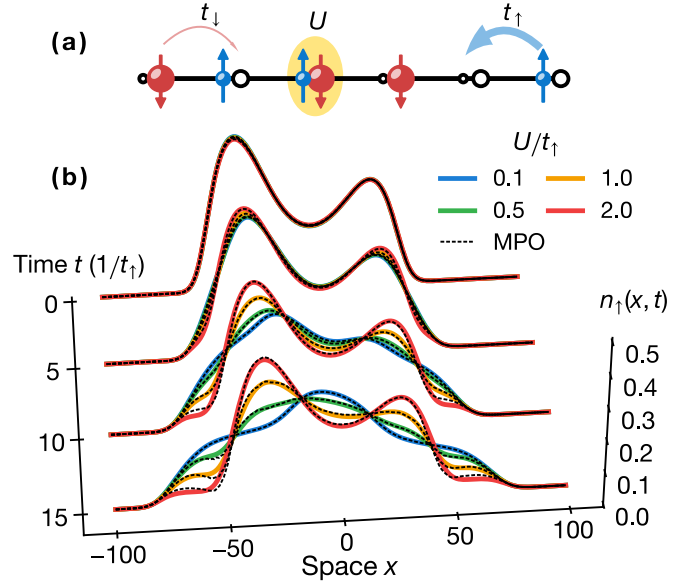 (a)
t↓
U
t↑
(b)
U/t↑
0.1
1.0
0.5
2.0
MPO
Time t (1/t↑)
0
5
10
15
n↑(x, t)
0.5
0.4
0.3
0.2
0.1
0.0
−100
−50
0
50
100
Space x